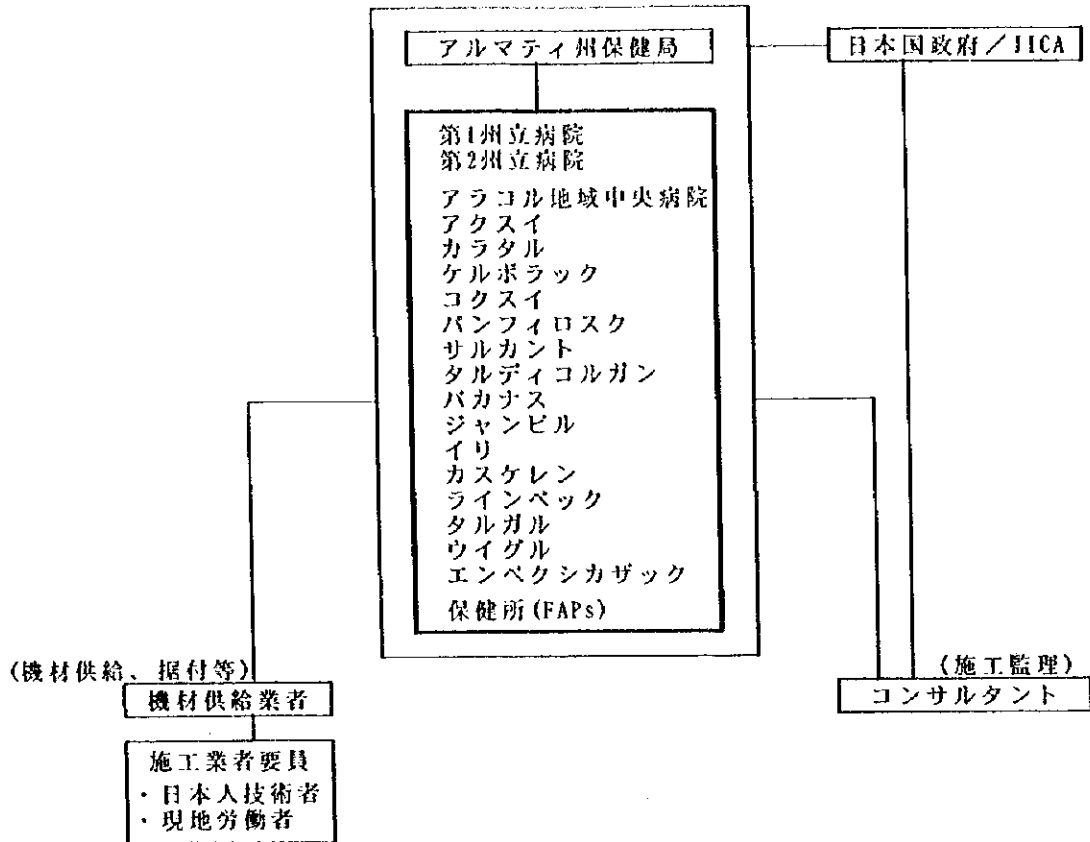 アルマティ州保健局
日本国政府／JICA
第1州立病院
第2州立病院
アラコル地域中央病院
アクスイ
カラタル
ケルボラック
コクスイ
パンフィロスク
サルカント
タルディコルガン
バカナス
ジャンビル
イリ
カスケレン
ラインベック
タルガル
ウイグル
エンベクシカザック
保健所(FAPs)
(機材供給、据付等)
機材供給業者
(施工監理)
コンサルタント
施工業者要員
・日本人技術者
・現地労働者